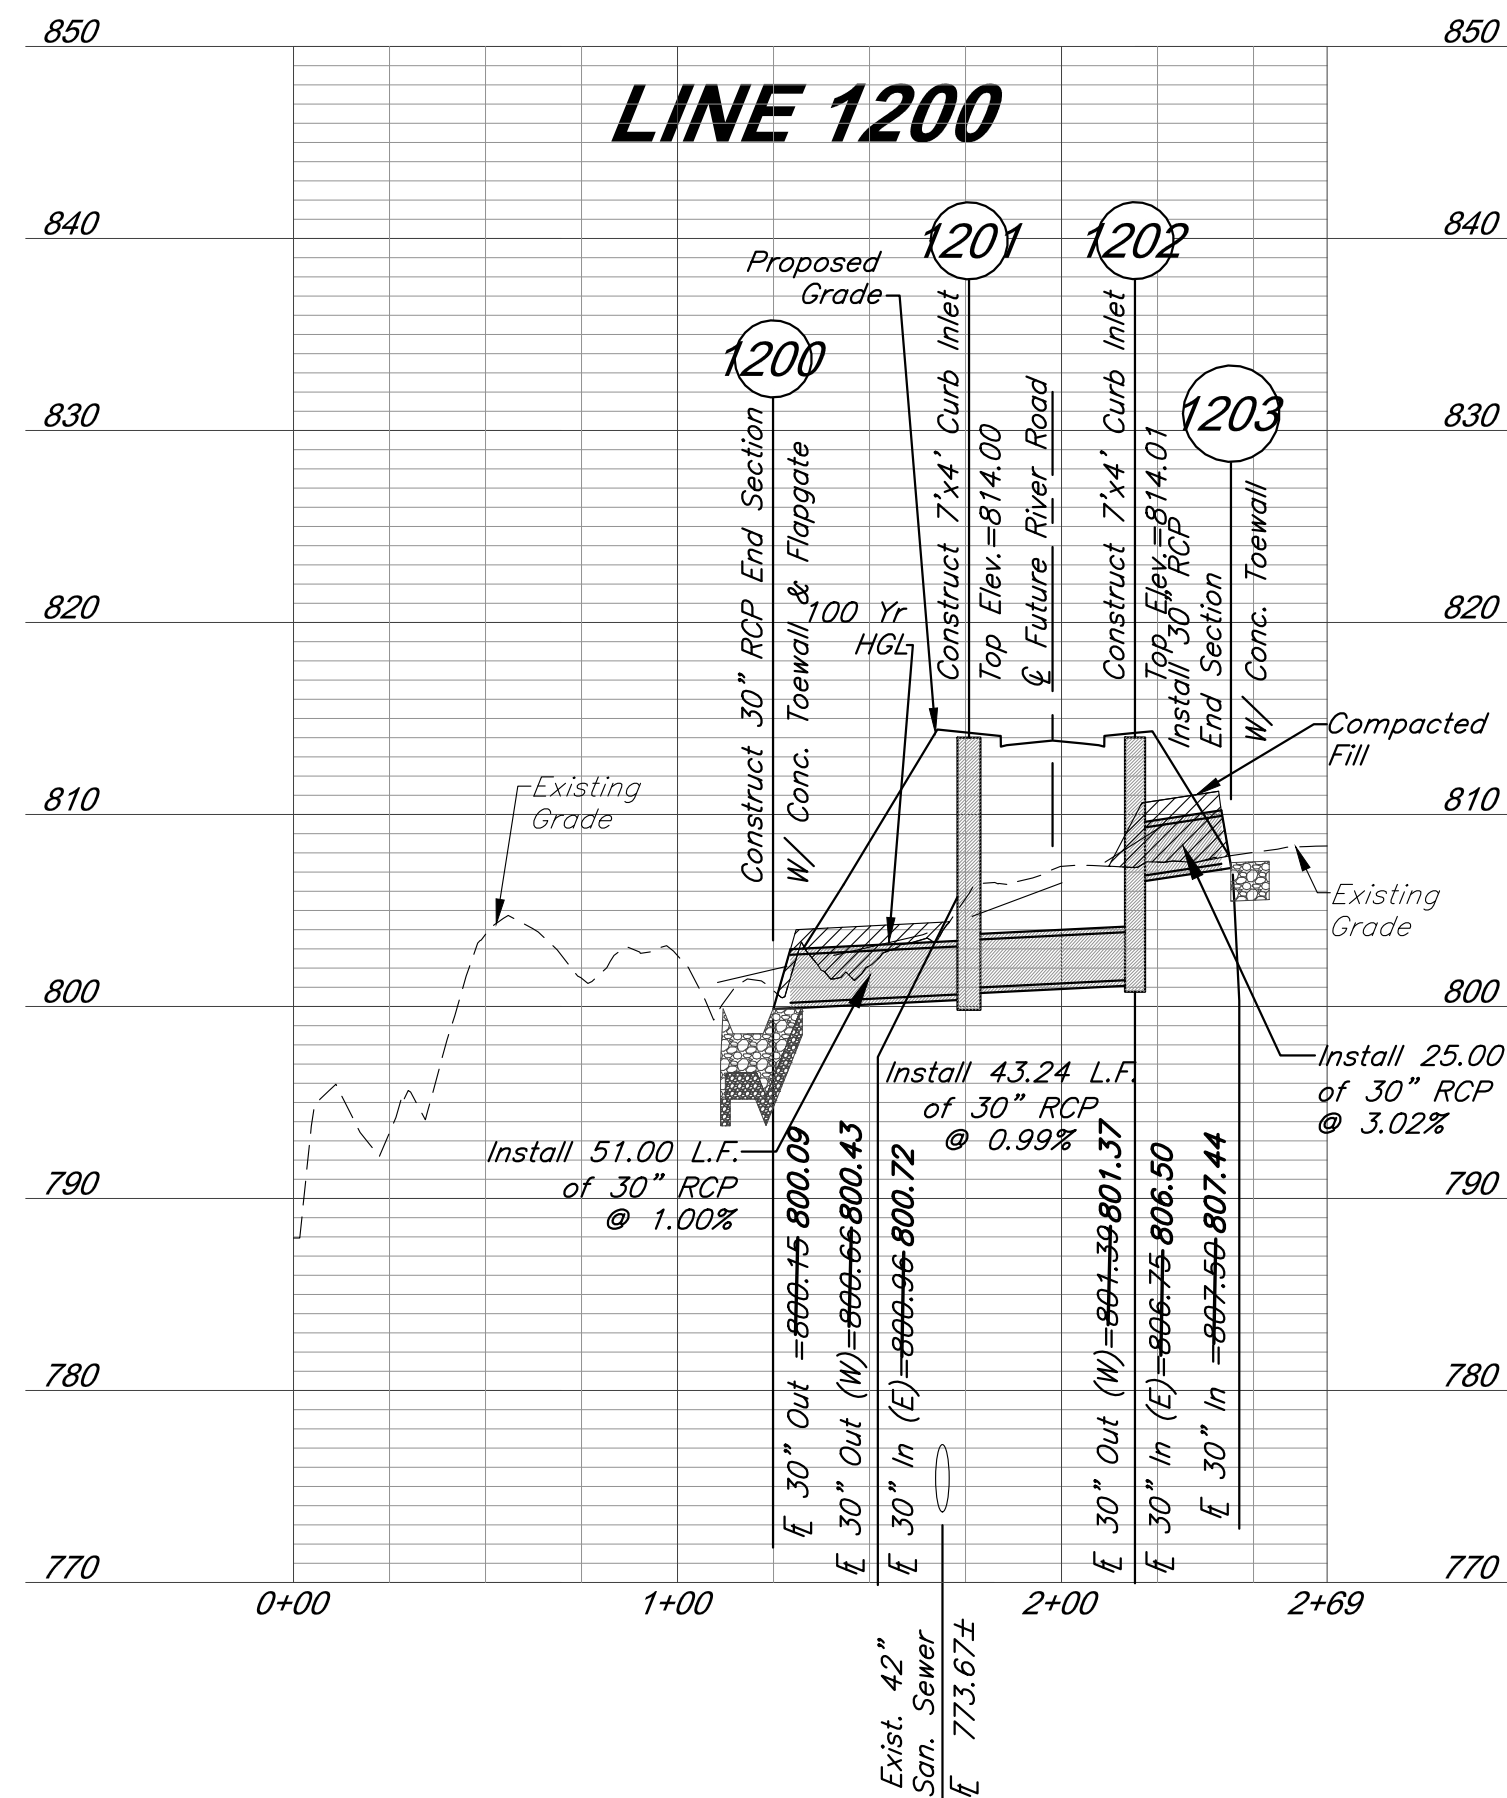 850
850
LINE 1200
840
840
1201
1202
Proposed
Grade
1200
1203
830
830
Construct 30" RCP End Section
W/ Conc. Toewall & Flapgate
Construct 7'x4' Curb Inlet
Top Elev.=814.00
℄ Future River Road
Construct 7'x4' Curb Inlet
Top Elev.=814.01
Install 30" RCP
End Section
W/ Conc. Toewall
820
820
100 Yr
HGL
Compacted
Fill
810
810
Existing
Grade
Existing
Grade
800
800
Install 43.24 L.F.
of 30" RCP
@ 0.99%
Install 25.00
of 30" RCP
@ 3.02%
Install 51.00 L.F.
of 30" RCP
@ 1.00%
790
790
780
780
FL 30" Out =800.15 800.09
FL 30" Out (W)=800.66 800.43
FL 30" In (E)=800.96 800.72
FL 30" Out (W)=801.39 801.37
FL 30" In (E)=806.75 806.50
FL 30" In =807.50 807.44
770
770
0+00
1+00
2+00
2+69
Exist. 42"
San. Sewer
FL 773.67±